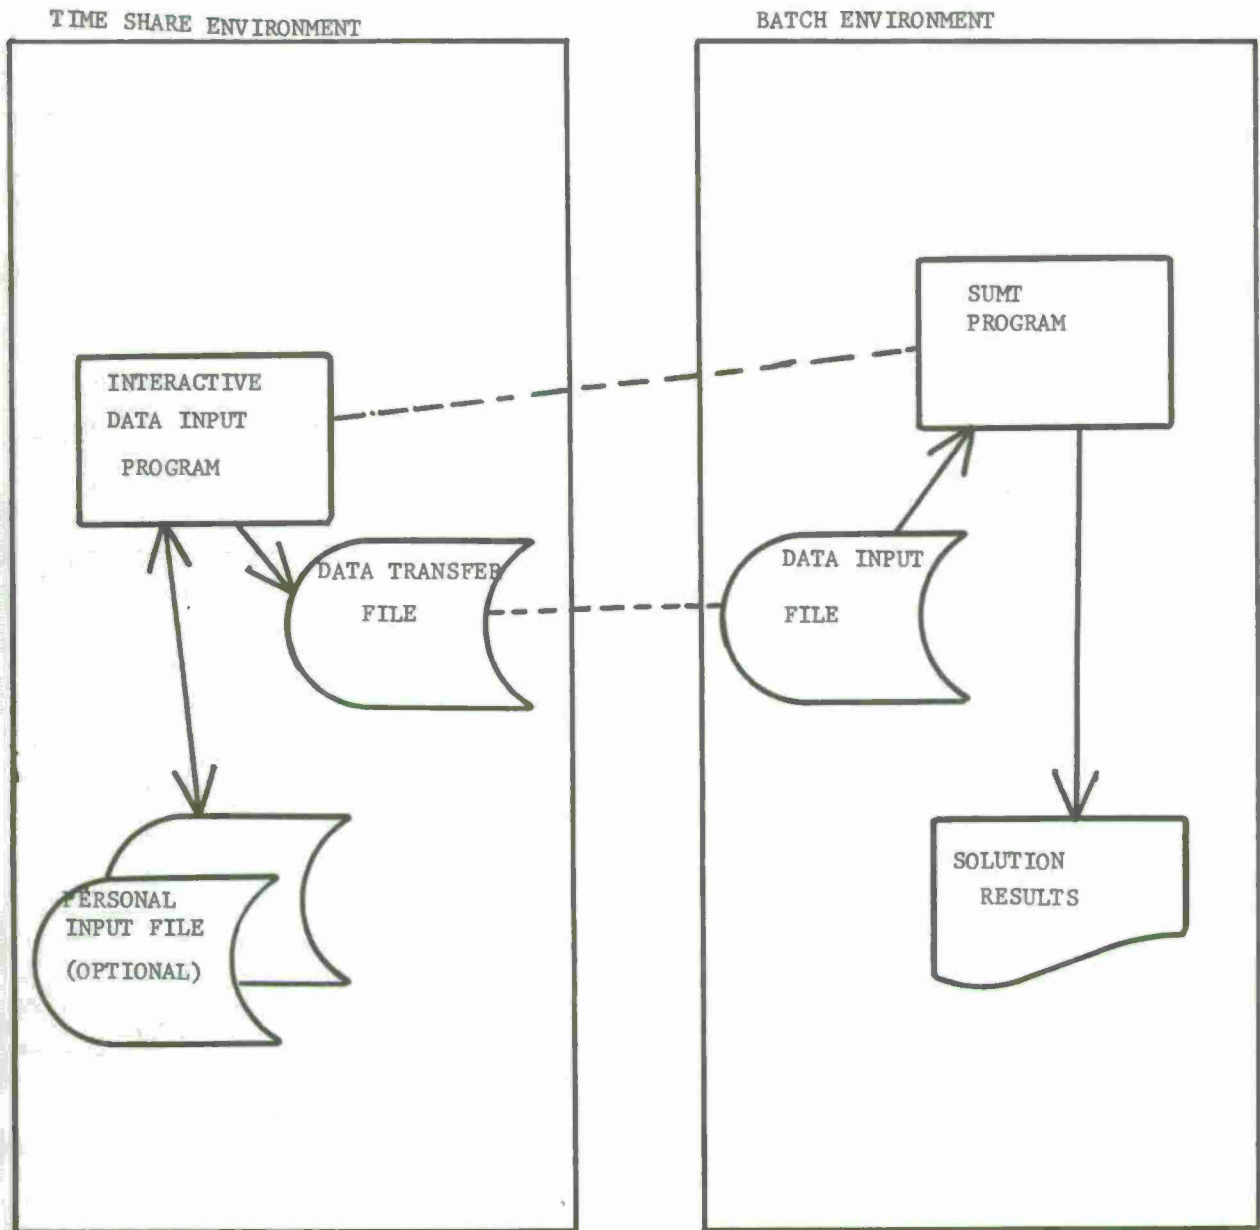 TIME SHARE ENVIRONMENT
BATCH ENVIRONMENT
SUMT
PROGRAM
INTERACTIVE
DATA INPUT
PROGRAM
DATA TRANSFER
FILE
DATA INPUT
FILE
PERSONAL
INPUT FILE
(OPTIONAL)
SOLUTION
RESULTS